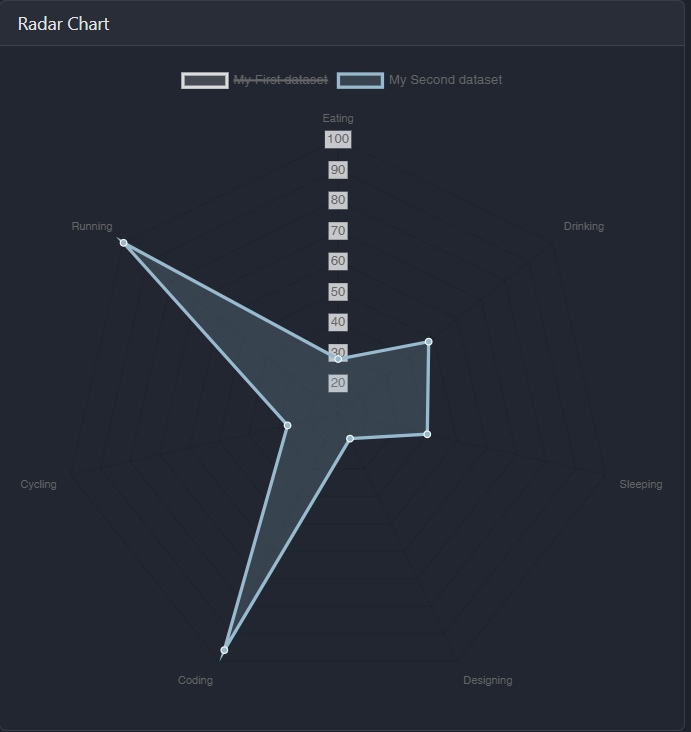 Radar Chart
My First dataset My Second dataset
Eating
100
90
80
70
60
50
40
30
20
Running
Drinking
Cycling
Sleeping
Coding
Designing